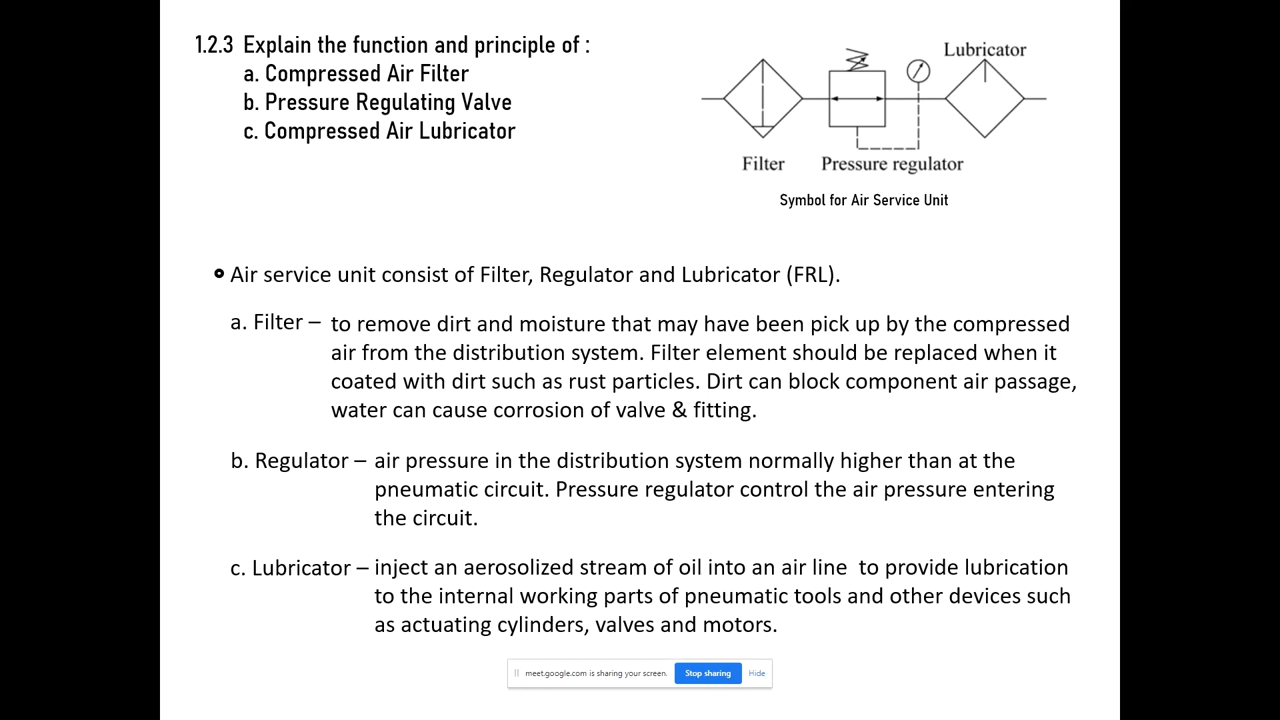 1.2.3 Explain the function and principle of :
a. Compressed Air Filter
b. Pressure Regulating Valve
c. Compressed Air Lubricator
Lubricator
Filter
Pressure regulator
Symbol for Air Service Unit
Air service unit consist of Filter, Regulator and Lubricator (FRL).
a. Filter – to remove dirt and moisture that may have been pick up by the compressed
air from the distribution system. Filter element should be replaced when it
coated with dirt such as rust particles. Dirt can block component air passage,
water can cause corrosion of valve & fitting.
b. Regulator – air pressure in the distribution system normally higher than at the
pneumatic circuit. Pressure regulator control the air pressure entering
the circuit.
c. Lubricator – inject an aerosolized stream of oil into an air line to provide lubrication
to the internal working parts of pneumatic tools and other devices such
as actuating cylinders, valves and motors.
meet.google.com is sharing your screen. Stop sharing Hide